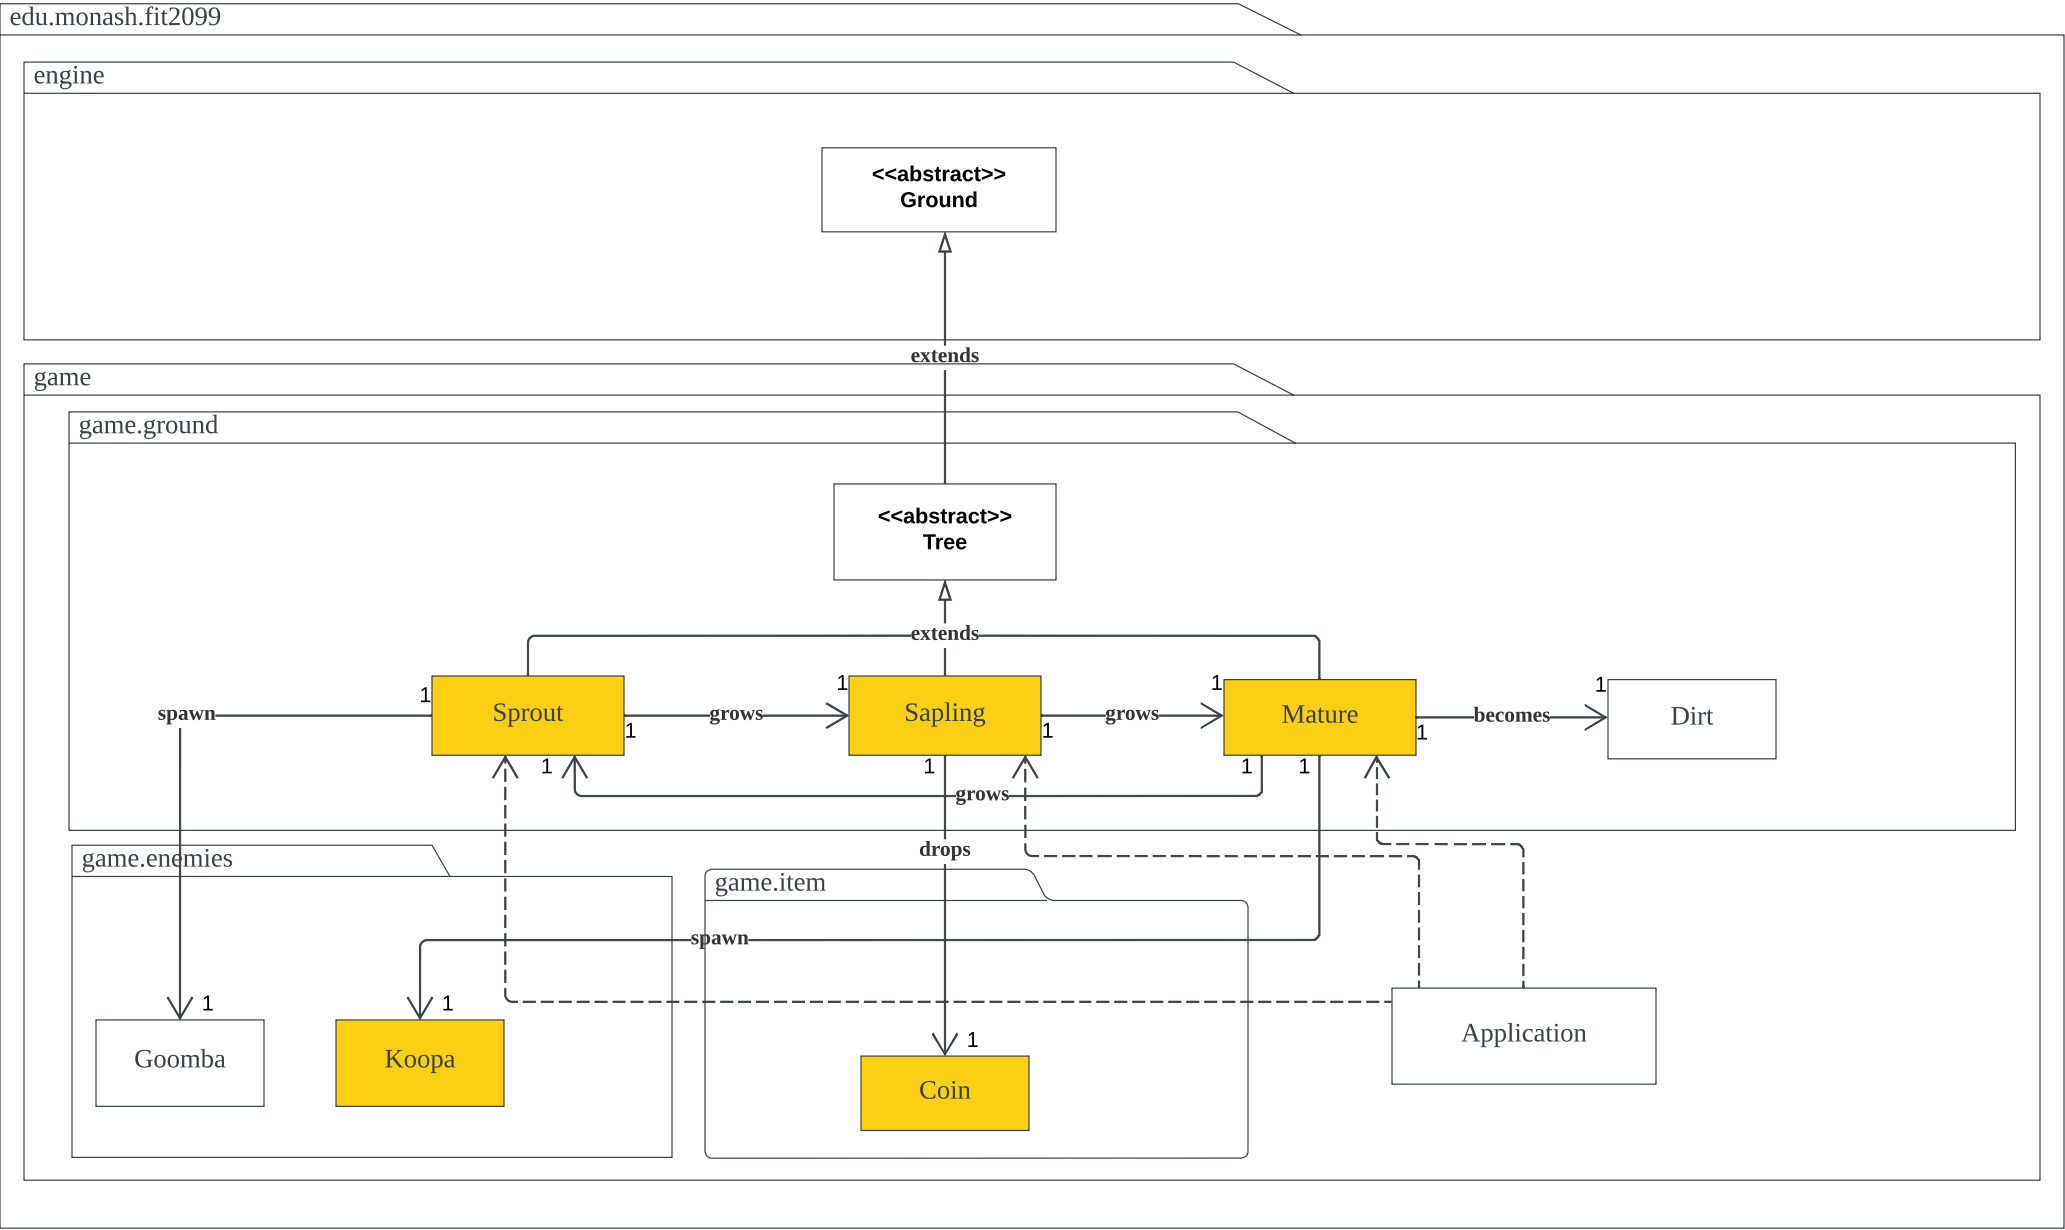 edu.monash.fit2099
engine
<<abstract>>
Ground
extends
game
game.ground
<<abstract>>
Tree
extends
1
1
1
1
spawn
Sprout
grows
Sapling
grows
Mature
becomes
Dirt
1
1
1
1
1
1
1
grows
drops
game.enemies
game.item
spawn
1
1
1
Goomba
Koopa
Coin
Application